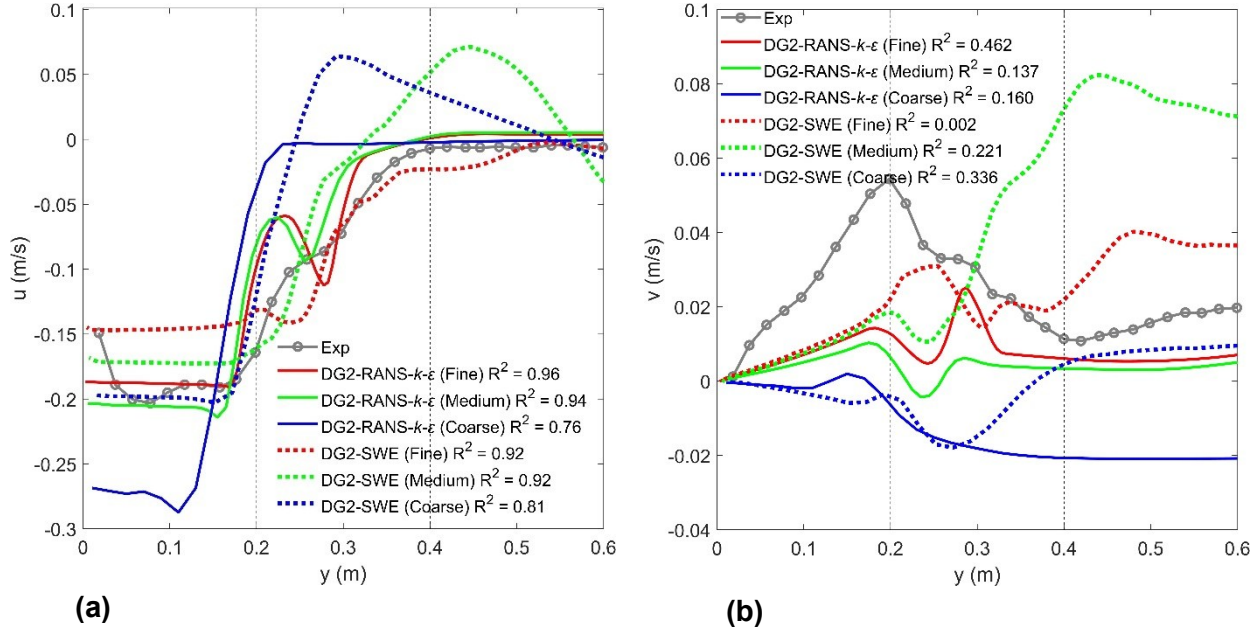 0.1
0.05
0
-0.05
-0.1
-0.15
-0.2
-0.25
-0.3
u (m/s)
0 0.1 0.2 0.3 0.4 0.5 0.6
y (m)
Exp
DG2-RANS-k-ε (Fine) R² = 0.96
DG2-RANS-k-ε (Medium) R² = 0.94
DG2-RANS-k-ε (Coarse) R² = 0.76
DG2-SWE (Fine) R² = 0.92
DG2-SWE (Medium) R² = 0.92
DG2-SWE (Coarse) R² = 0.81
(a)
0.1
0.08
0.06
0.04
0.02
0
-0.02
-0.04
v (m/s)
0 0.1 0.2 0.3 0.4 0.5 0.6
y (m)
Exp
DG2-RANS-k-ε (Fine) R² = 0.462
DG2-RANS-k-ε (Medium) R² = 0.137
DG2-RANS-k-ε (Coarse) R² = 0.160
DG2-SWE (Fine) R² = 0.002
DG2-SWE (Medium) R² = 0.221
DG2-SWE (Coarse) R² = 0.336
(b)